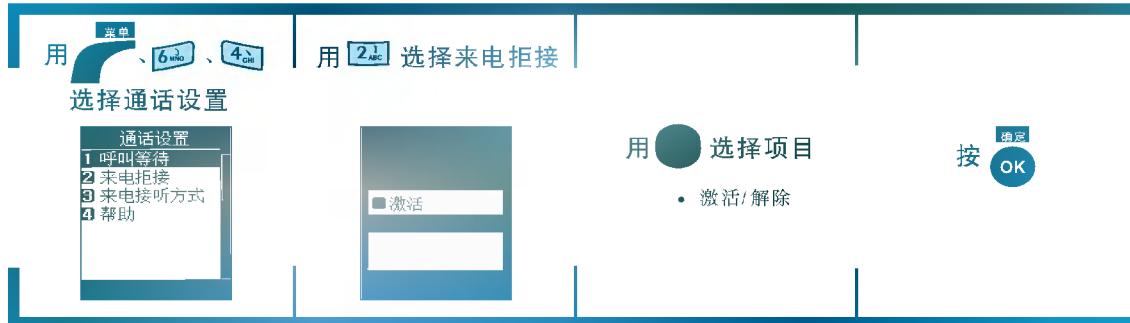 菜单
用 、6 MNO、4 GHI
选择通话设置
通话设置
1 呼叫等待
2 来电拒接
3 来电接听方式
4 帮助
用 2 ABC 选择来电拒接
激活
用 选择项目
• 激活/解除
确定
按 OK